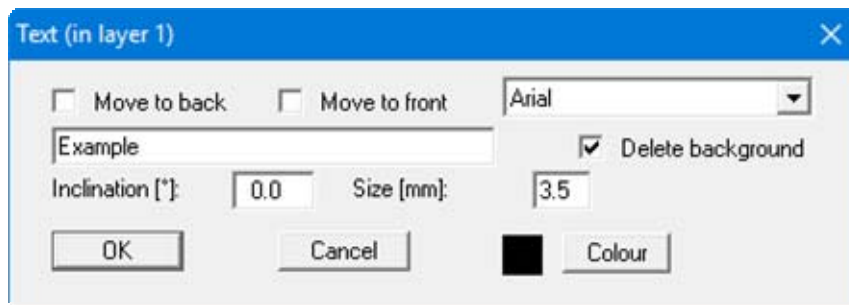 Text (in layer 1)
Move to back Move to front Arial
Example Delete background
Inclination [°]: 0.0 Size [mm]: 3.5
OK Cancel Colour